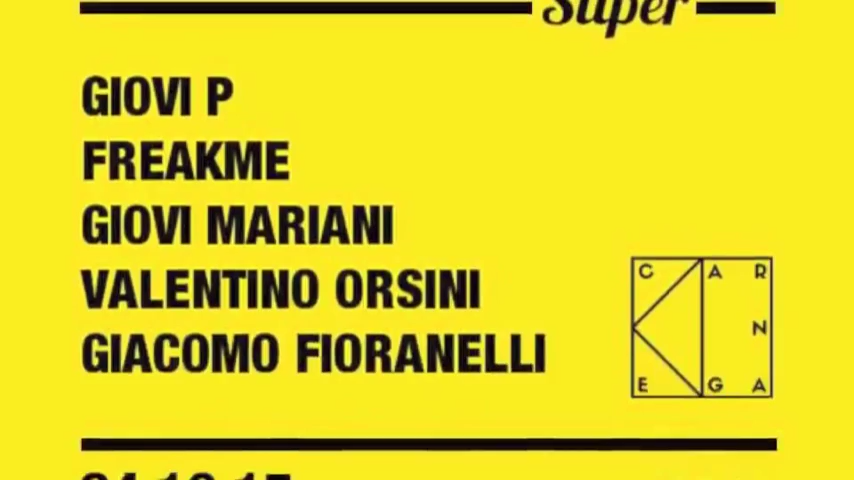 Super
GIOVI P
FREAKME
GIOVI MARIANI
VALENTINO ORSINI
GIACOMO FIORANELLI
C A R
N
E G A